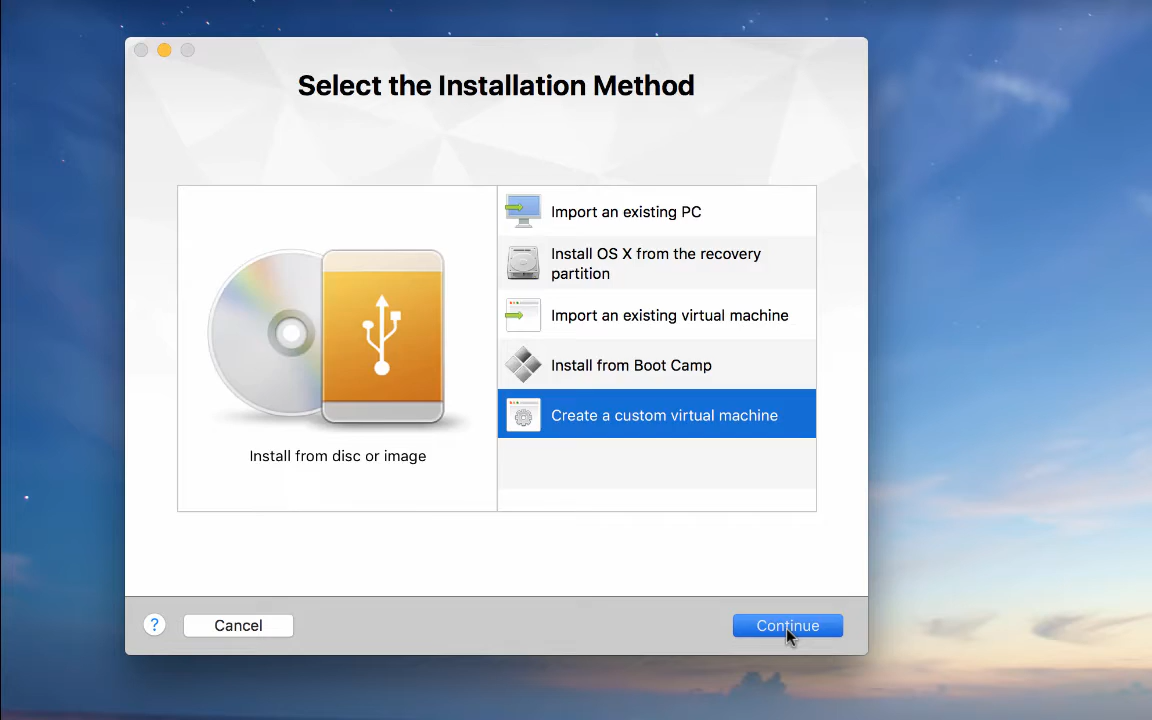 Select the Installation Method
Import an existing PC
Install OS X from the recovery
partition
Import an existing virtual machine
Install from Boot Camp
Create a custom virtual machine
Install from disc or image
?
Cancel
Continue